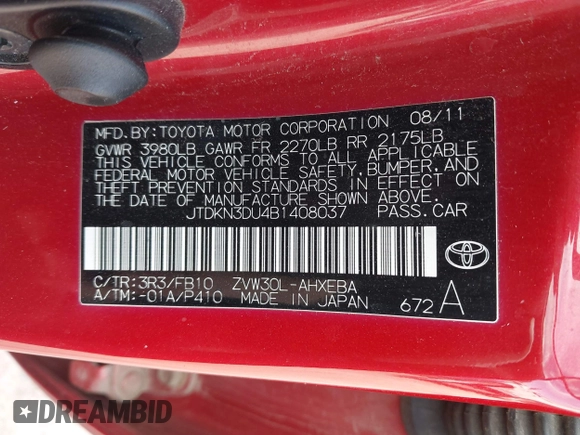 MFD. BY: TOYOTA MOTOR CORPORATION 08/11
GVWR 3980LB GAWR FR 2270LB RR 2175LB
THIS VEHICLE CONFORMS TO ALL APPLICABLE
FEDERAL MOTOR VEHICLE SAFETY, BUMPER, AND
THEFT PREVENTION STANDARDS IN EFFECT ON
THE DATE OF MANUFACTURE SHOWN ABOVE.
JTDKN3DU4B1408037 PASS. CAR
C/TR: 3R3/FB10 ZVW30L-AHXEBA
A/TM: -01A/P410 MADE IN JAPAN 672 A
DREAMBID